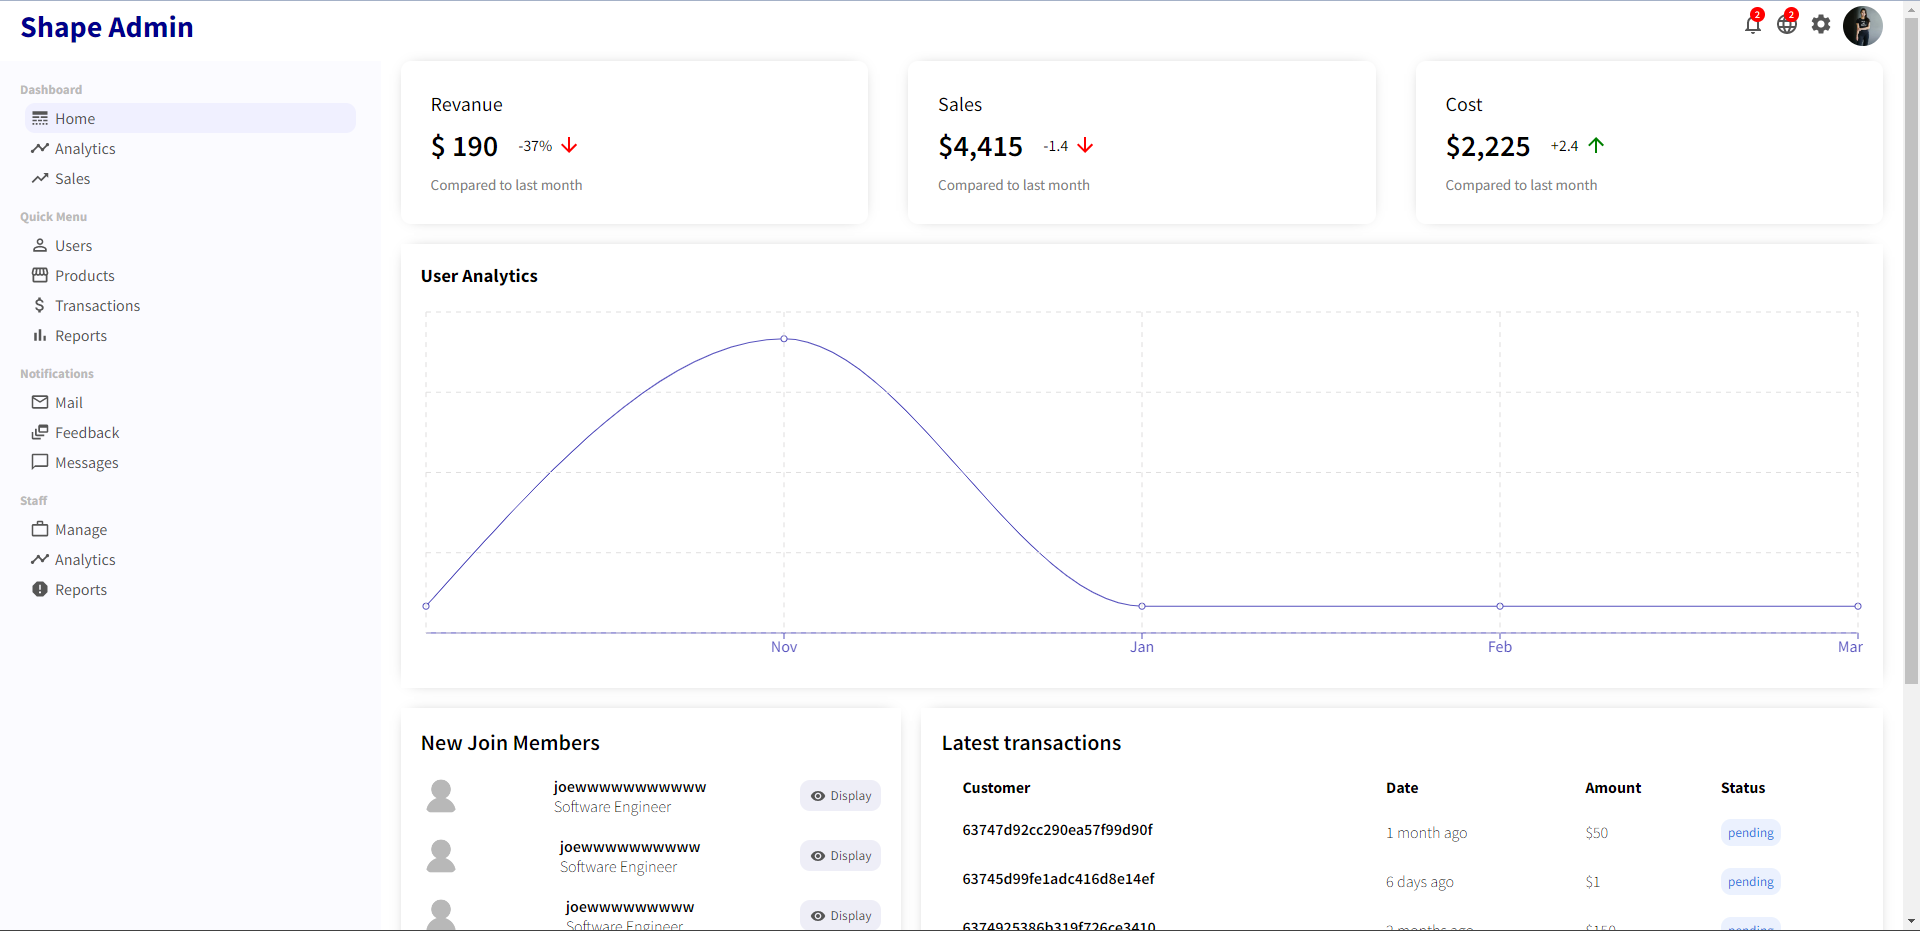 Shape Admin
2
2
Dashboard
Home
Analytics
Sales
Quick Menu
Users
Products
Transactions
Reports
Notifications
Mail
Feedback
Messages
Staff
Manage
Analytics
Reports
Revanue
$ 190 -37%
Compared to last month
Sales
$4,415 -1.4
Compared to last month
Cost
$2,225 +2.4
Compared to last month
User Analytics
Nov Jan Feb Mar
New Join Members
joewwwwwwwwwwww
Software Engineer
Display
joewwwwwwwwwww
Software Engineer
Display
joewwwwwwwwww
Software Engineer
Display
Latest transactions
Customer Date Amount Status
63747d92cc290ea57f99d90f 1 month ago $50 pending
63745d99fe1adc416d8e14ef 6 days ago $1 pending
6374925386b319f726ce3410 $150 pending